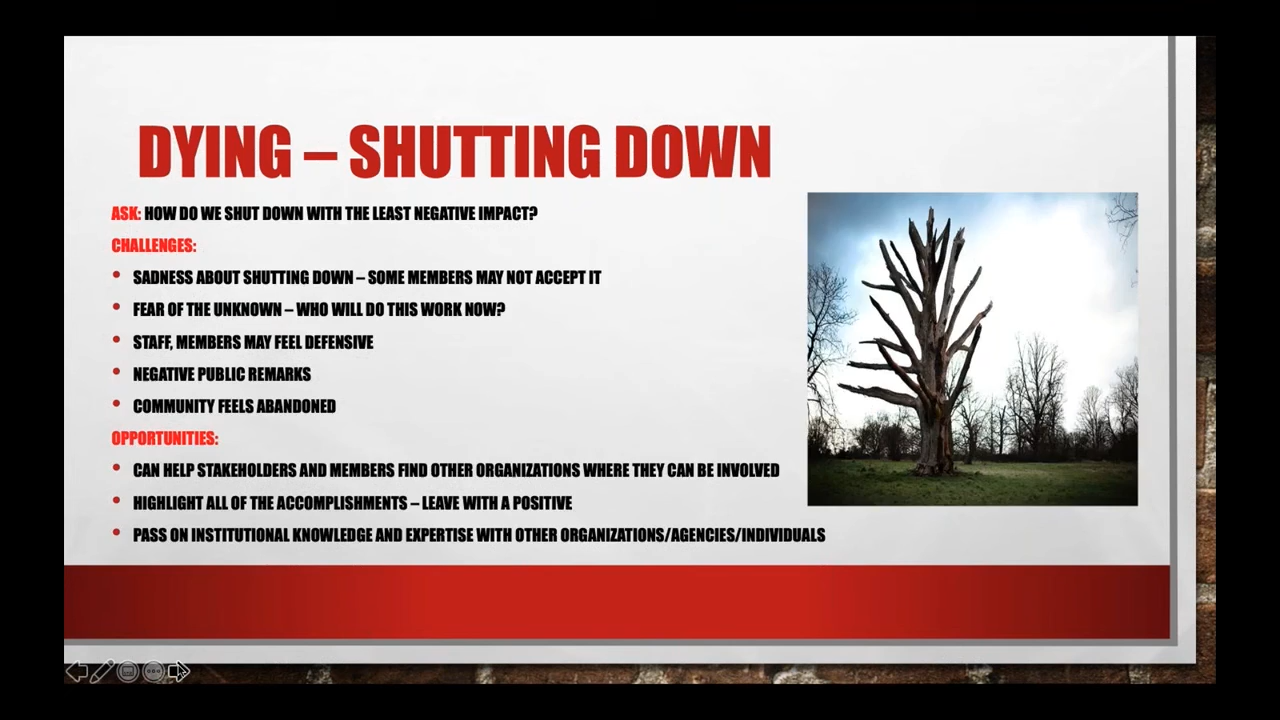 DYING – SHUTTING DOWN
ASK: HOW DO WE SHUT DOWN WITH THE LEAST NEGATIVE IMPACT?
CHALLENGES:
• SADNESS ABOUT SHUTTING DOWN – SOME MEMBERS MAY NOT ACCEPT IT
• FEAR OF THE UNKNOWN – WHO WILL DO THIS WORK NOW?
• STAFF, MEMBERS MAY FEEL DEFENSIVE
• NEGATIVE PUBLIC REMARKS
• COMMUNITY FEELS ABANDONED
OPPORTUNITIES:
• CAN HELP STAKEHOLDERS AND MEMBERS FIND OTHER ORGANIZATIONS WHERE THEY CAN BE INVOLVED
• HIGHLIGHT ALL OF THE ACCOMPLISHMENTS – LEAVE WITH A POSITIVE
• PASS ON INSTITUTIONAL KNOWLEDGE AND EXPERTISE WITH OTHER ORGANIZATIONS/AGENCIES/INDIVIDUALS